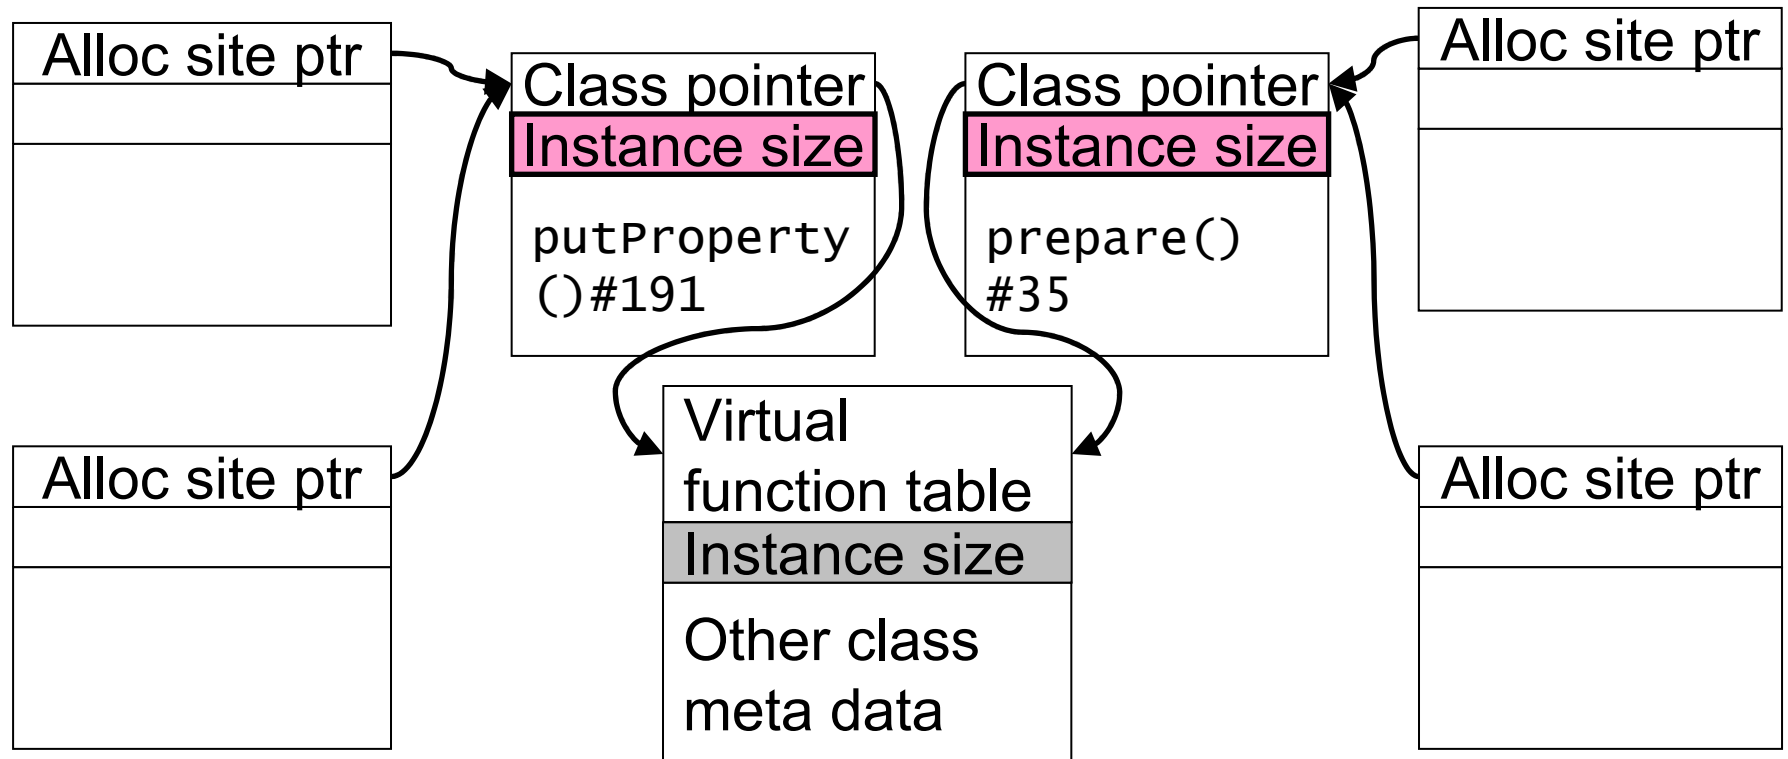 Alloc site ptr
Class pointer
Instance size
putProperty
()#191
Class pointer
Instance size
prepare()
#35
Alloc site ptr
Alloc site ptr
Virtual
function table
Instance size
Other class
meta data
Alloc site ptr